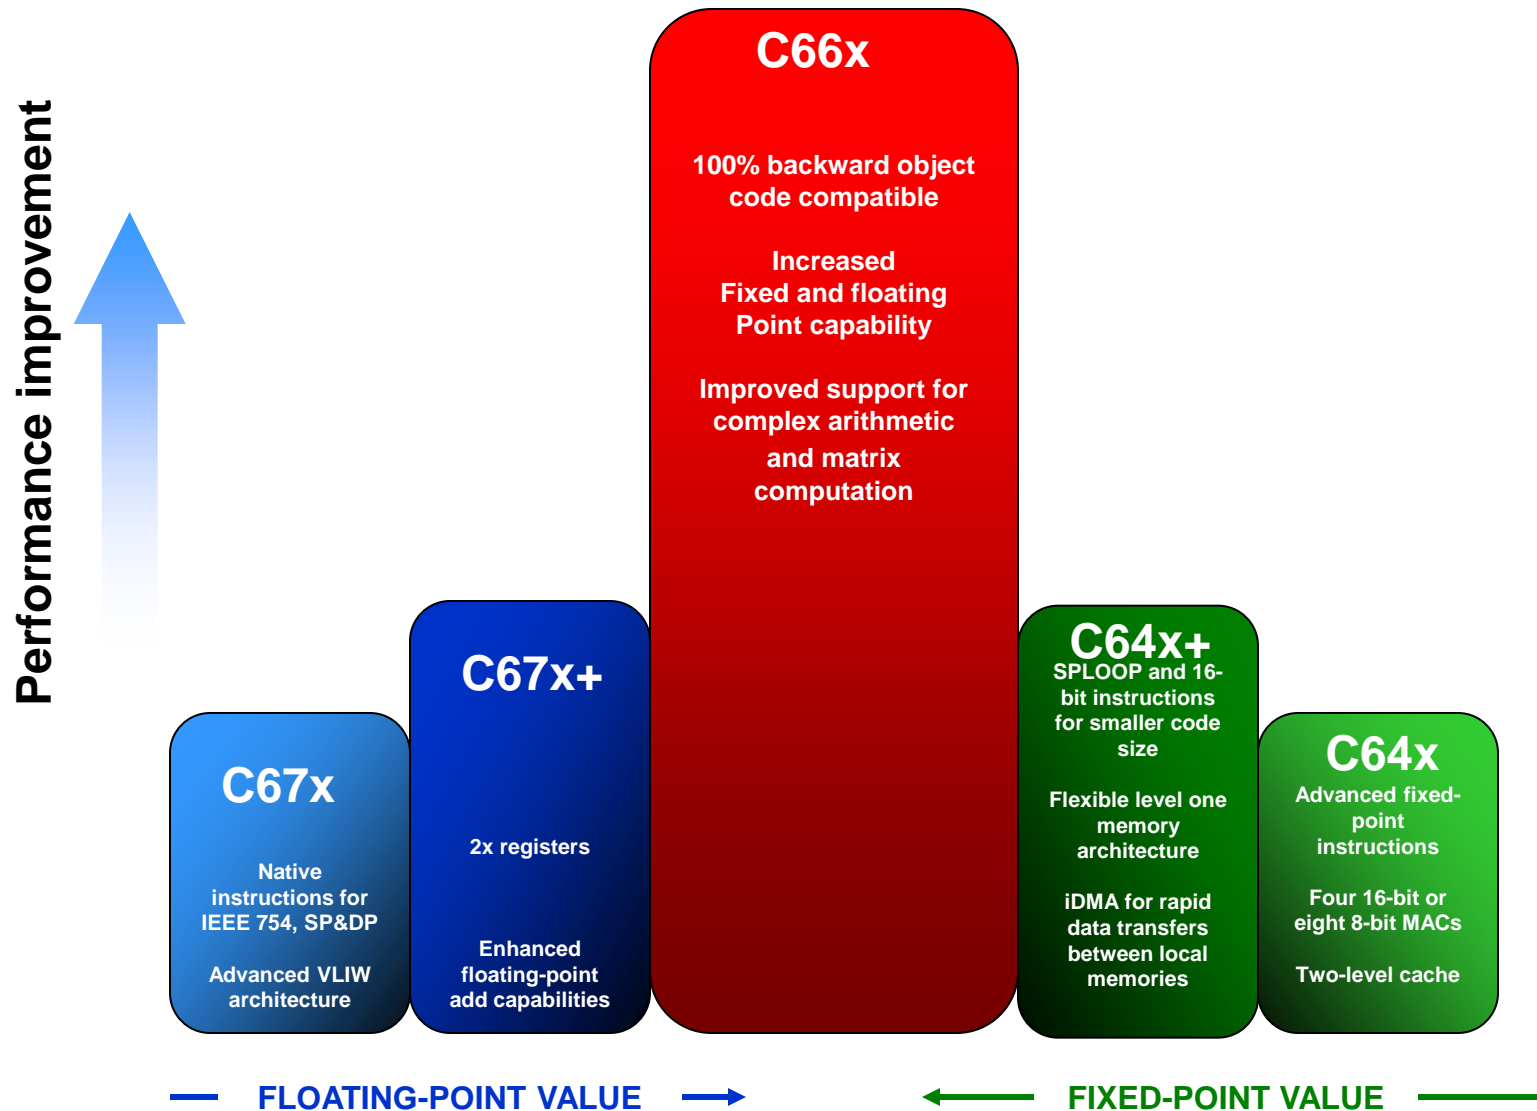 Performance improvement
C66x
100% backward object
code compatible
Increased
Fixed and floating
Point capability
Improved support for
complex arithmetic
and matrix
computation
C67x
Native
instructions for
IEEE 754, SP&DP
Advanced VLIW
architecture
C67x+
2x registers
Enhanced
floating-point
add capabilities
C64x+
SPLOOP and 16-
bit instructions
for smaller code
size
Flexible level one
memory
architecture
iDMA for rapid
data transfers
between local
memories
C64x
Advanced fixed-
point
instructions
Four 16-bit or
eight 8-bit MACs
Two-level cache
FLOATING-POINT VALUE
FIXED-POINT VALUE